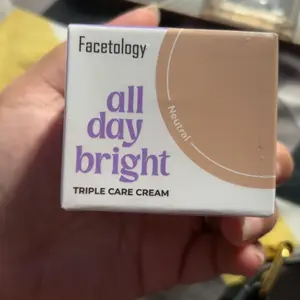 Facetology
all
day
bright
TRIPLE CARE CREAM
Neutral